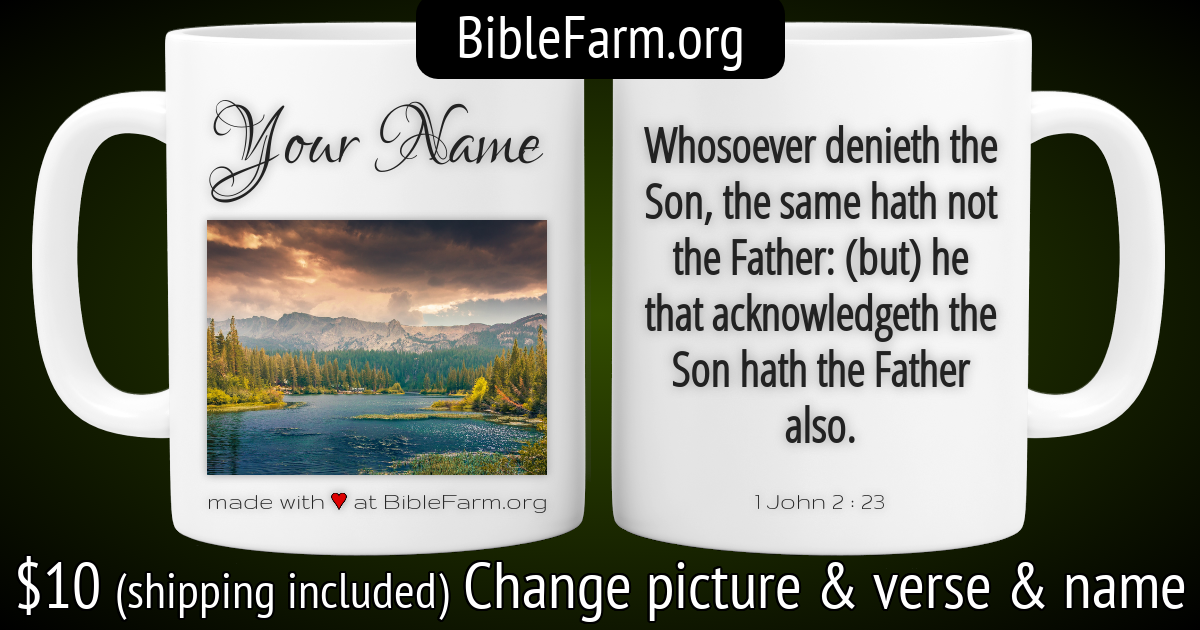 BibleFarm.org
Your Name
made with ♥ at BibleFarm.org
Whosoever denieth the
Son, the same hath not
the Father: (but) he
that acknowledgeth the
Son hath the Father
also.
1 John 2 : 23
$10 (shipping included) Change picture & verse & name